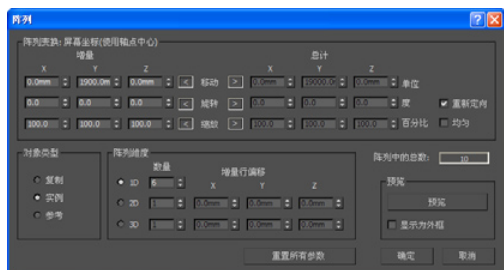 阵列
阵列变换:屏幕坐标(使用轴点中心)
增量 总计
X Y Z X Y Z
0.0mm 1900.0m 0.0mm < 移动 > 0.0mm 19000.0m 0.0mm 单位
0.0 0.0 0.0 < 旋转 > 0.0 0.0 0.0 度 重新定向
100.0 100.0 100.0 < 缩放 > 100.0 100.0 100.0 百分比 均匀
对象类型
复制
实例
参考
阵列维度
数量 增量行偏移
1D 6 X Y Z
2D 1 0.0mm 0.0mm 0.0mm
3D 1 0.0mm 0.0mm 0.0mm
阵列中的总数: 10
预览
预览
显示为外框
重置所有参数 确定 取消